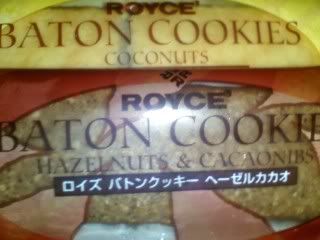 ROYCE'
BATON COOKIES
COCONUTS
ROYCE'
BATON COOKIE
HAZELNUTS & CACAONIBS
ロイズ バトンクッキー ヘーゼルカカオ